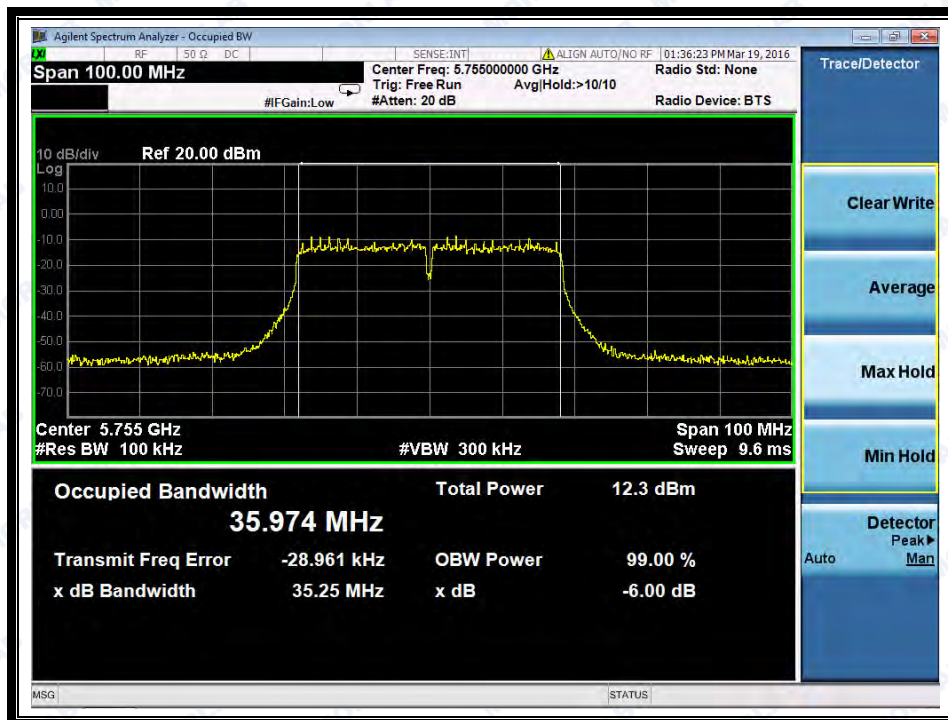 Agilent Spectrum Analyzer - Occupied BW
LXI RF 50 Ω DC SENSE:INT ALIGN AUTO/NO RF 01:36:23 PM Mar 19, 2016
Span 100.00 MHz
Center Freq: 5.755000000 GHz Radio Std: None
Trig: Free Run Avg|Hold:>10/10
#IFGain:Low #Atten: 20 dB Radio Device: BTS
10 dB/div Ref 20.00 dBm
Log
10.0
0.00
-10.0
-20.0
-30.0
-40.0
-50.0
-60.0
-70.0
Center 5.755 GHz Span 100 MHz
#Res BW 100 kHz #VBW 300 kHz Sweep 9.6 ms
Occupied Bandwidth Total Power 12.3 dBm
35.974 MHz
Transmit Freq Error -28.961 kHz OBW Power 99.00 %
x dB Bandwidth 35.25 MHz x dB -6.00 dB
MSG STATUS
Trace/Detector
Clear Write
Average
Max Hold
Min Hold
Detector
Peak▶
Auto Man